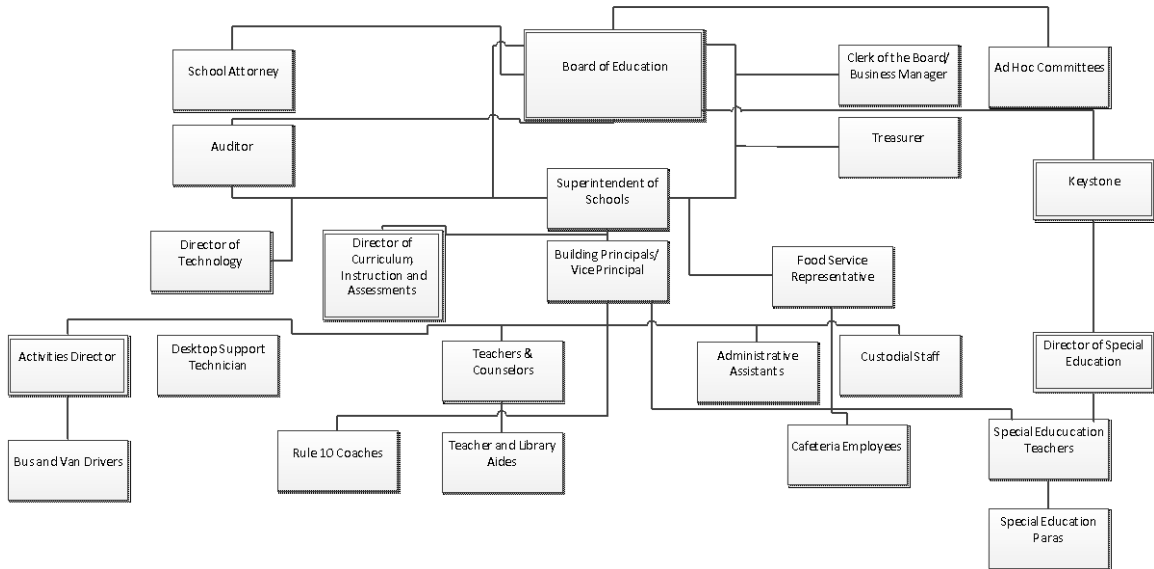 School Attorney
Board of Education
Clerk of the Board/
Business Manager
Ad Hoc Committees
Auditor
Treasurer
Superintendent of
Schools
Keystone
Director of
Technology
Director of
Curriculum,
Instruction and
Assessments
Building Principals/
Vice Principal
Food Service
Representative
Activities Director
Desktop Support
Technician
Teachers &
Counselors
Administrative
Assistants
Custodial Staff
Director of Special
Education
Bus and Van Drivers
Rule 10 Coaches
Teacher and Library
Aides
Cafeteria Employees
Special Educucation
Teachers
Special Education
Paras